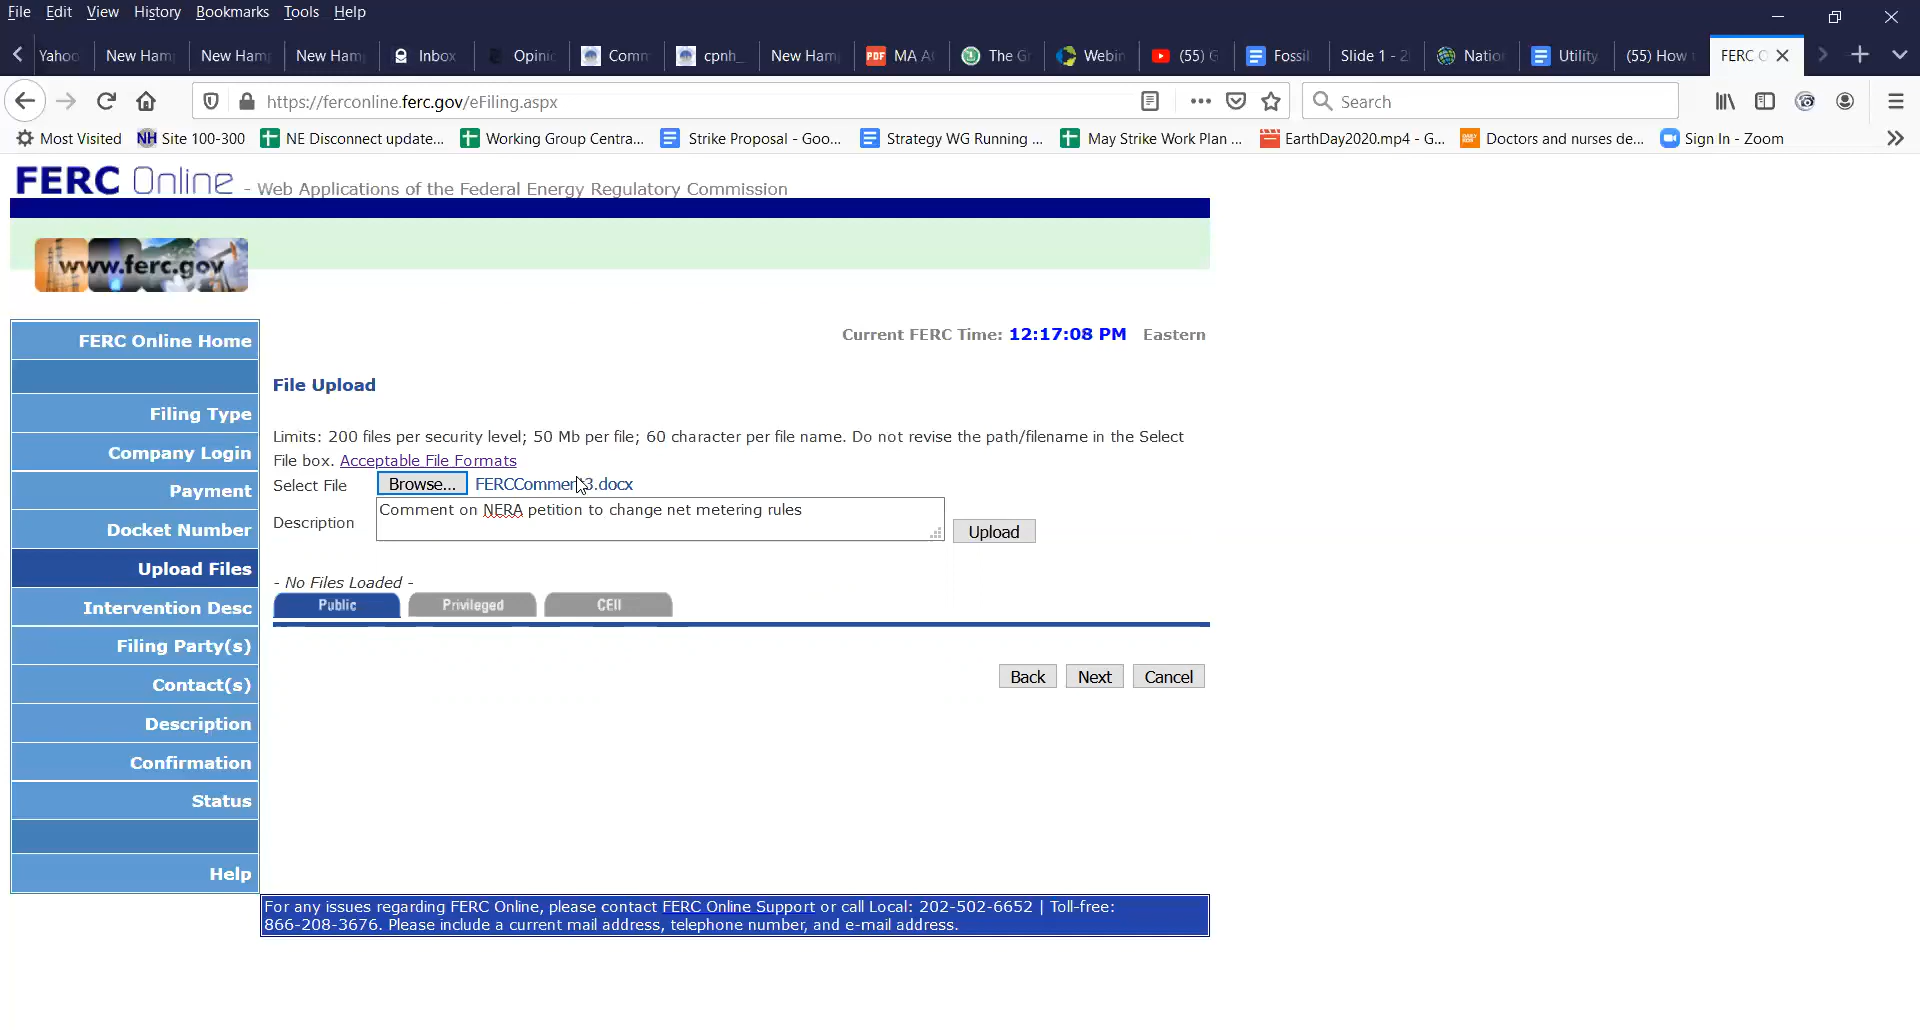 File Edit View History Bookmarks Tools Help
Yahoo New Ham New Ham New Ham Inbox Opinio Comm cpnh_ New Ham PDF MA A The G Webin (55) G Fossil Slide 1 - 2 Natio Utility (55) How FERC O
https://ferconline.ferc.gov/eFiling.aspx Search
Most Visited NH Site 100-300 NE Disconnect update... Working Group Centra... Strike Proposal - Goo... Strategy WG Running ... May Strike Work Plan ... EarthDay2020.mp4 - G... Doctors and nurses de... Sign In - Zoom
FERC Online - Web Applications of the Federal Energy Regulatory Commission
www.ferc.gov
Current FERC Time: 12:17:08 PM Eastern
FERC Online Home
Filing Type
Company Login
Payment
Docket Number
Upload Files
Intervention Desc
Filing Party(s)
Contact(s)
Description
Confirmation
Status
Help
File Upload
Limits: 200 files per security level; 50 Mb per file; 60 character per file name. Do not revise the path/filename in the Select
File box. Acceptable File Formats
Select File Browse... .docx
Description Comment on NERA petition to change net metering rules Upload
- No Files Loaded -
Public Privileged CEII
Back Next Cancel
For any issues regarding FERC Online, please contact FERC Online Support or call Local: 202-502-6652 | Toll-free:
866-208-3676. Please include a current mail address, telephone number, and e-mail address.